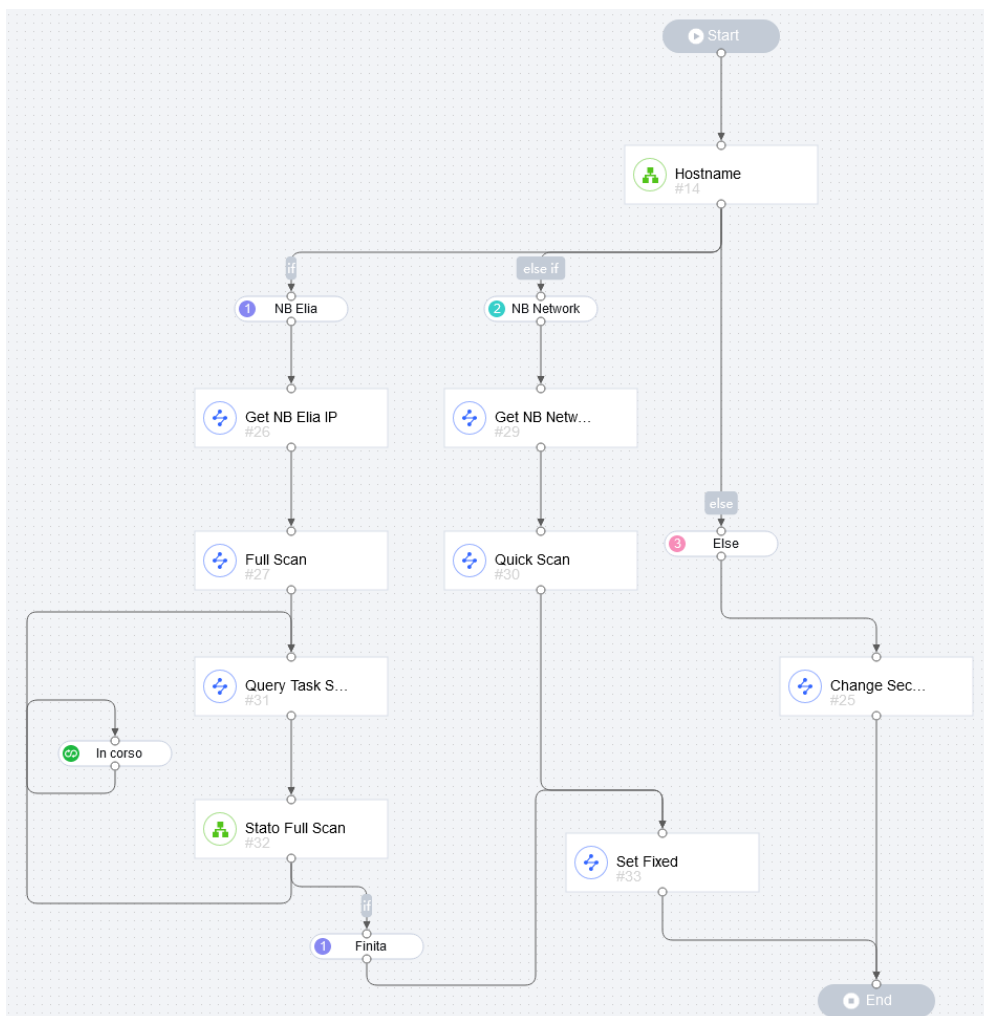 Start
Hostname
#14
if
else if
1 NB Elia
2 NB Network
Get NB Elia IP
#26
Get NB Netw...
#29
else
3 Else
Full Scan
#27
Quick Scan
#30
Query Task S...
#31
Change Sec...
#25
In corso
Stato Full Scan
#32
Set Fixed
#33
if
1 Finita
End